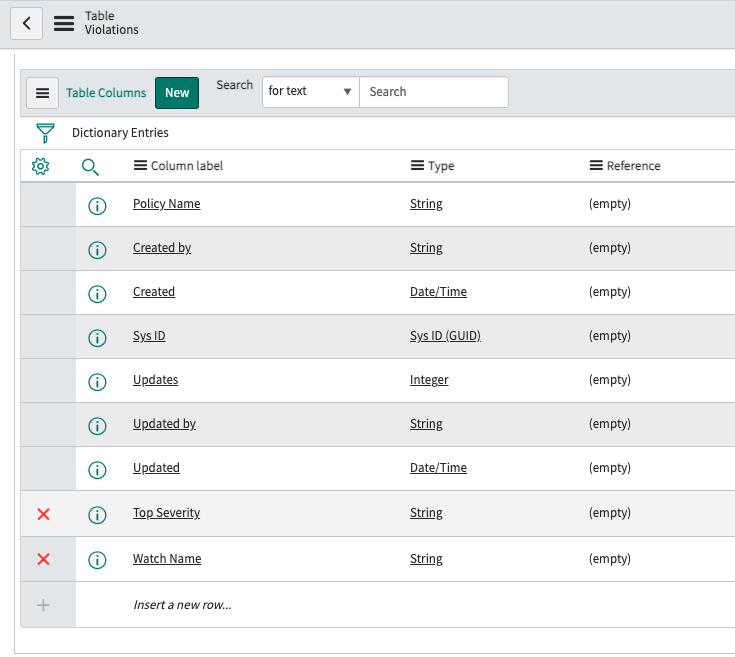 Table
Violations
Table Columns New Search for text Search
Dictionary Entries
Column label Type Reference
Policy Name String (empty)
Created by String (empty)
Created Date/Time (empty)
Sys ID Sys ID (GUID) (empty)
Updates Integer (empty)
Updated by String (empty)
Updated Date/Time (empty)
Top Severity String (empty)
Watch Name String (empty)
Insert a new row...